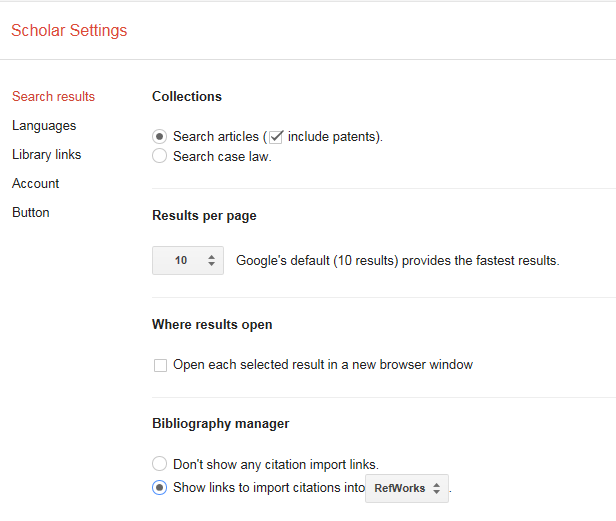 Scholar Settings
Search results
Languages
Library links
Account
Button
Collections
Search articles ( include patents).
Search case law.
Results per page
10 Google's default (10 results) provides the fastest results.
Where results open
Open each selected result in a new browser window
Bibliography manager
Don't show any citation import links.
Show links to import citations into RefWorks .